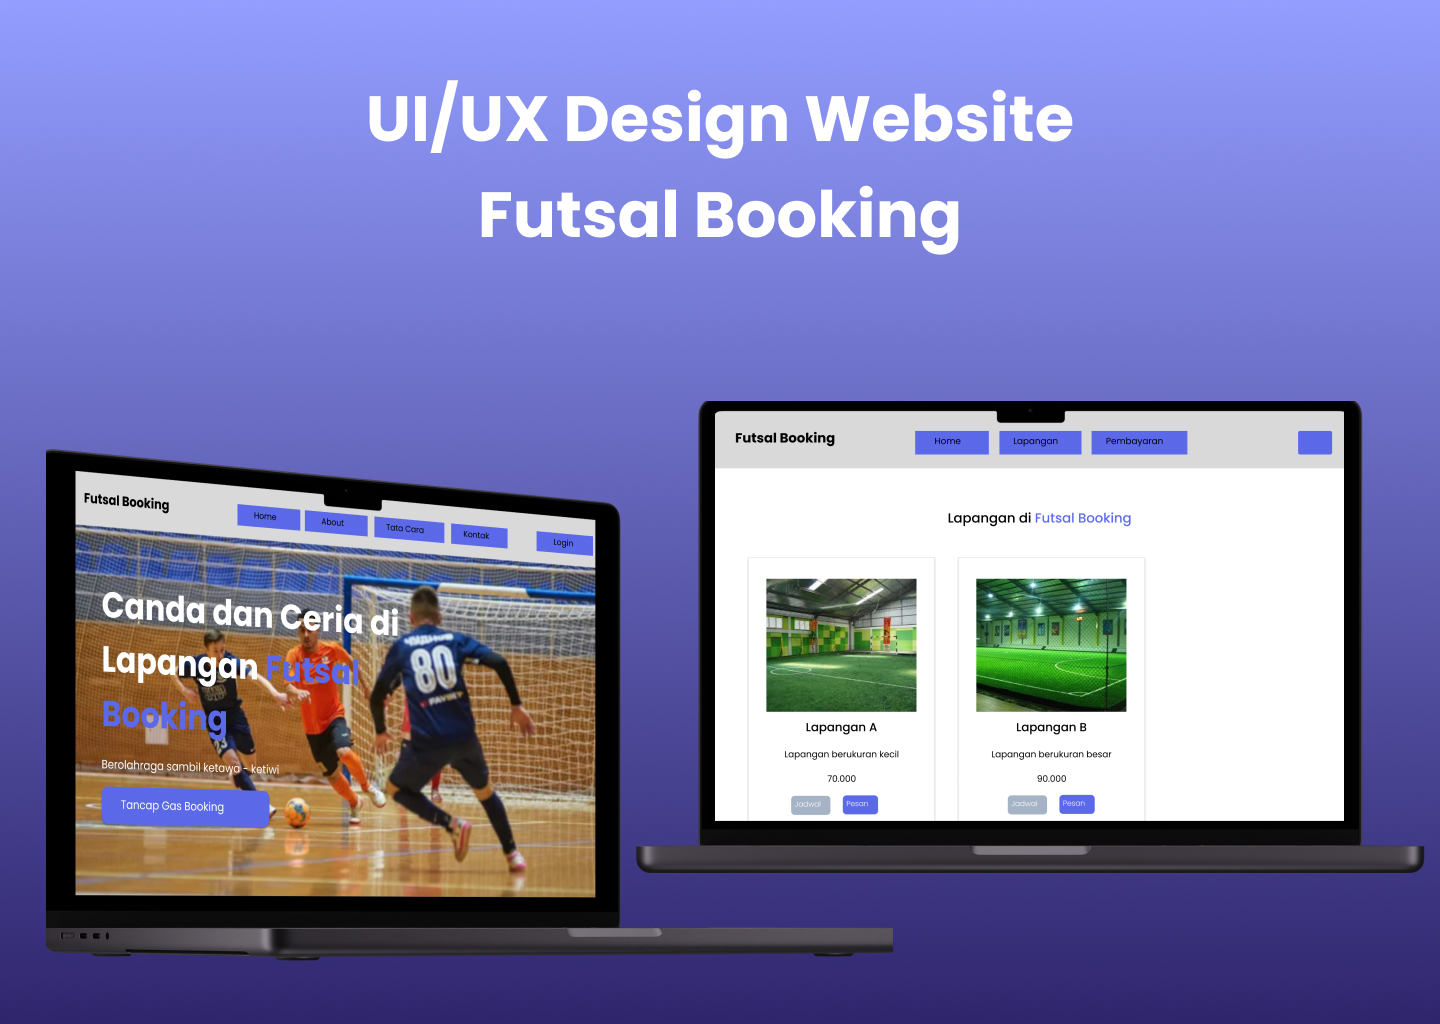 UI/UX Design Website
Futsal Booking
Futsal Booking
Home
About
Tata Cara
Kontak
Login
Canda dan Ceria di
Lapangan Futsal
Booking
Berolahraga sambil ketawa - ketiwi
Tancap Gas Booking
80
Futsal Booking
Home
Lapangan
Pembayaran
Lapangan di Futsal Booking
Lapangan A
Lapangan berukuran kecil
70.000
Jadwal
Pesan
Lapangan B
Lapangan berukuran besar
90.000
Jadwal
Pesan